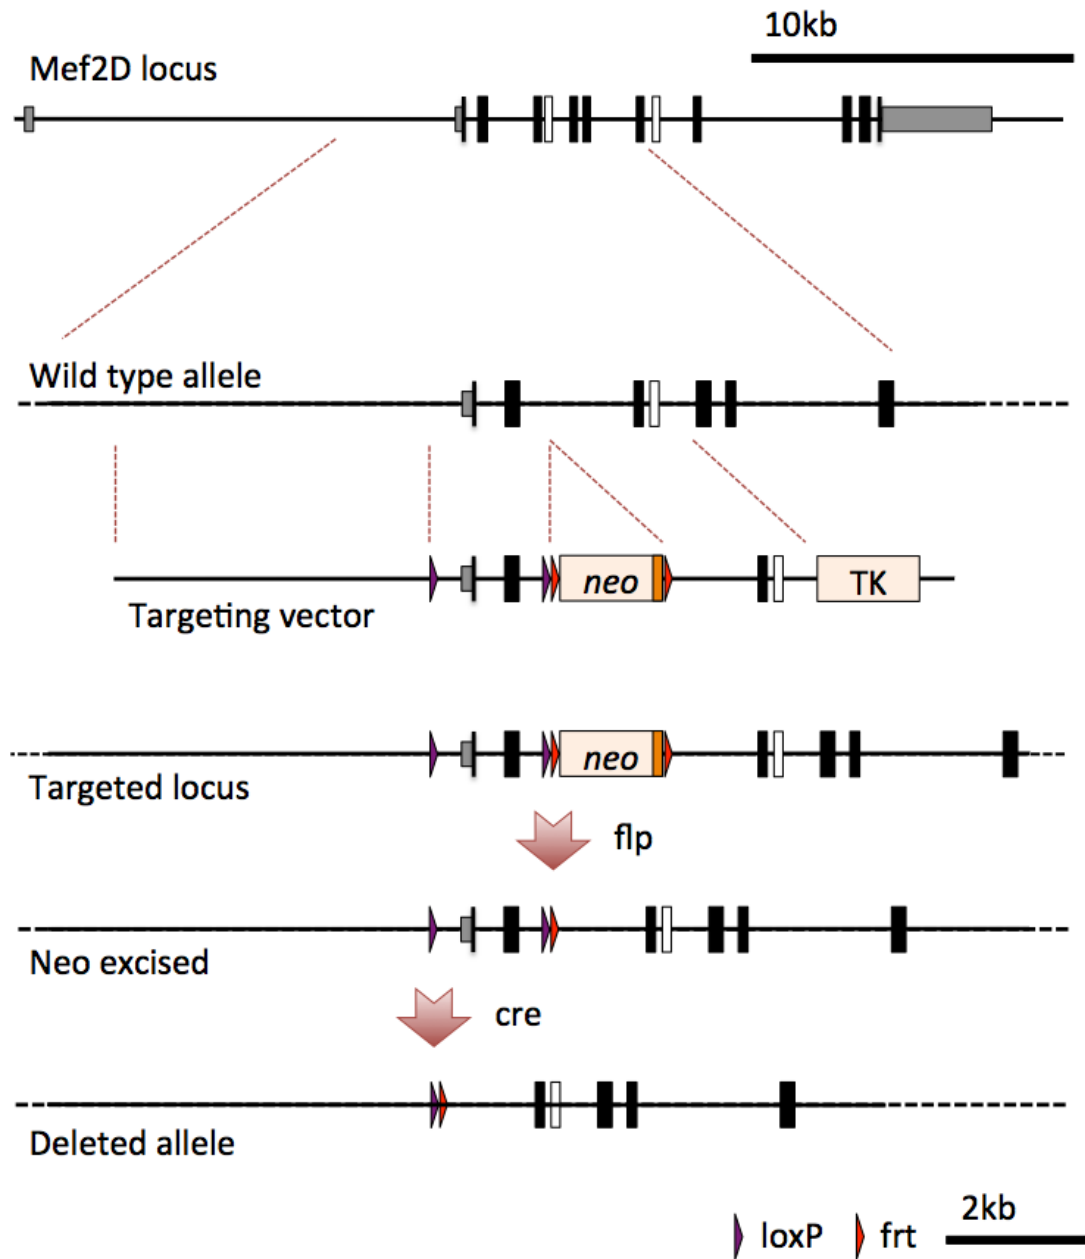 10kb
Mef2D locus
Wild type allele
neo
TK
Targeting vector
neo
Targeted locus
flp
Neo excised
cre
Deleted allele
2kb
loxP
frt